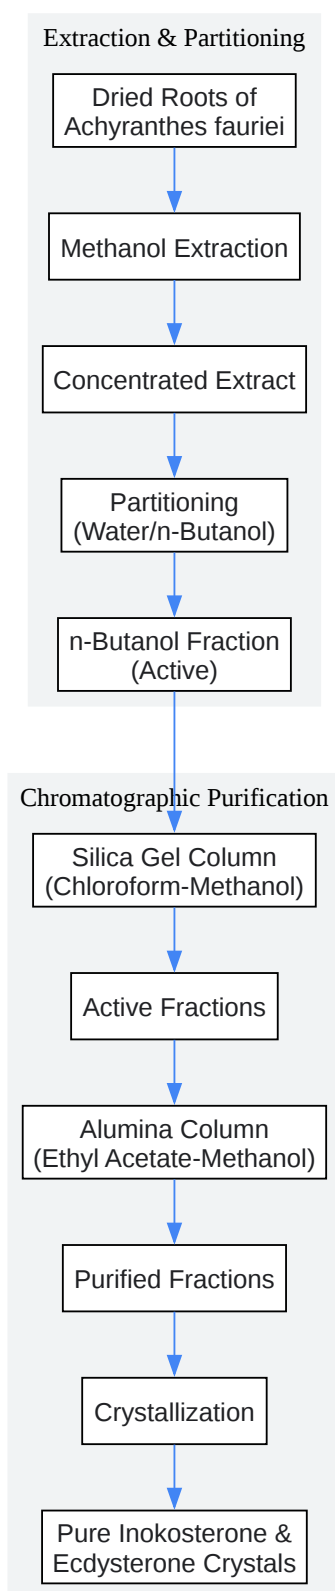 Extraction & Partitioning
Dried Roots of
Achyranthes fauriei
Methanol Extraction
Concentrated Extract
Partitioning
(Water/n-Butanol)
n-Butanol Fraction
(Active)
Chromatographic Purification
Silica Gel Column
(Chloroform-Methanol)
Active Fractions
Alumina Column
(Ethyl Acetate-Methanol)
Purified Fractions
Crystallization
Pure Inokosterone &
Ecdysterone Crystals